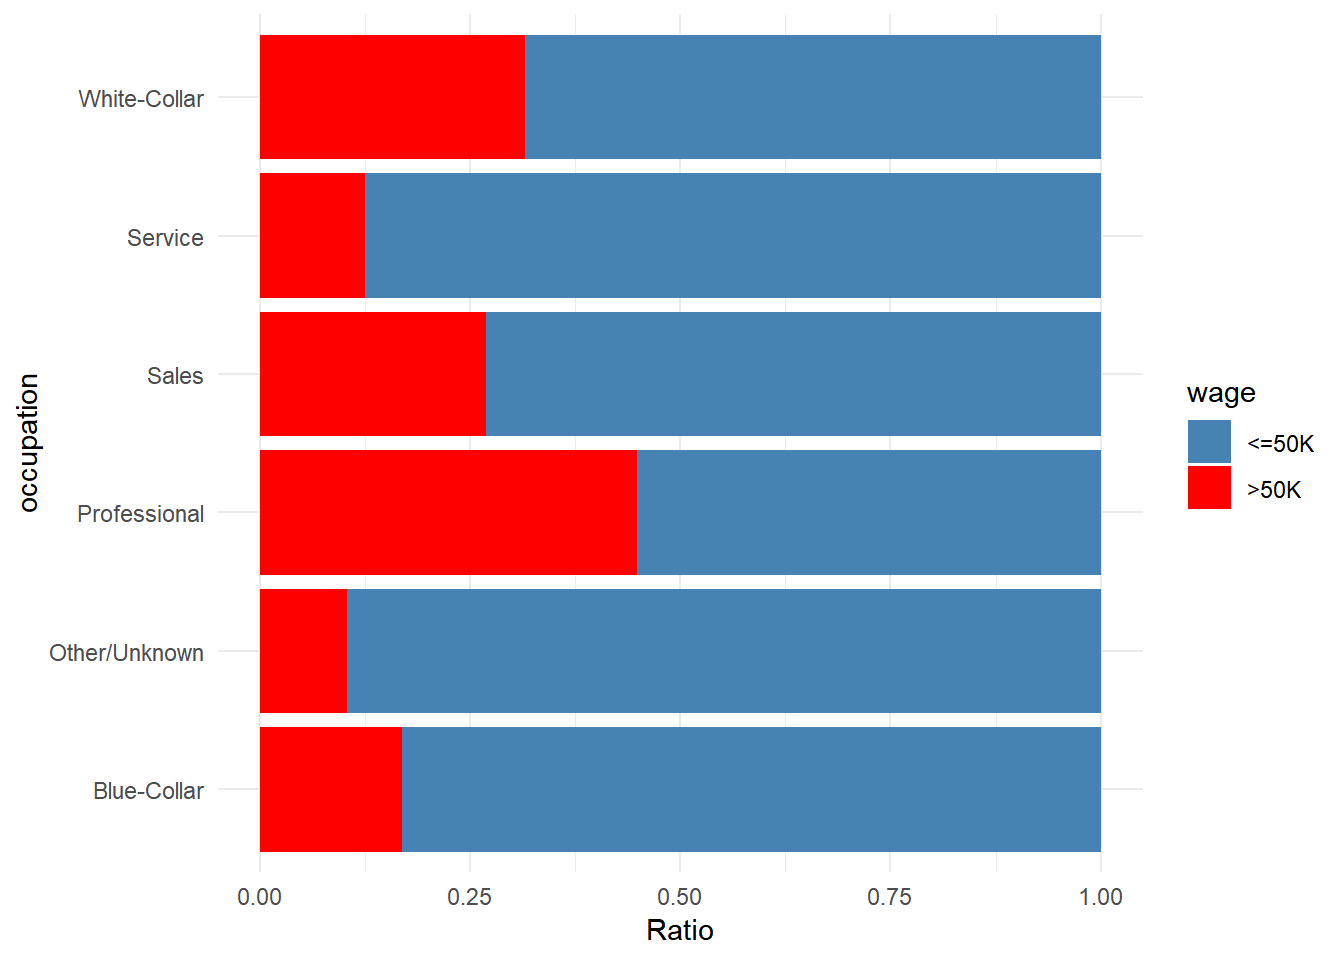 White-Collar
Service
Sales
Professional
Other/Unknown
Blue-Collar
occupation
0.00 0.25 0.50 0.75 1.00
Ratio
wage
<=50K
>50K